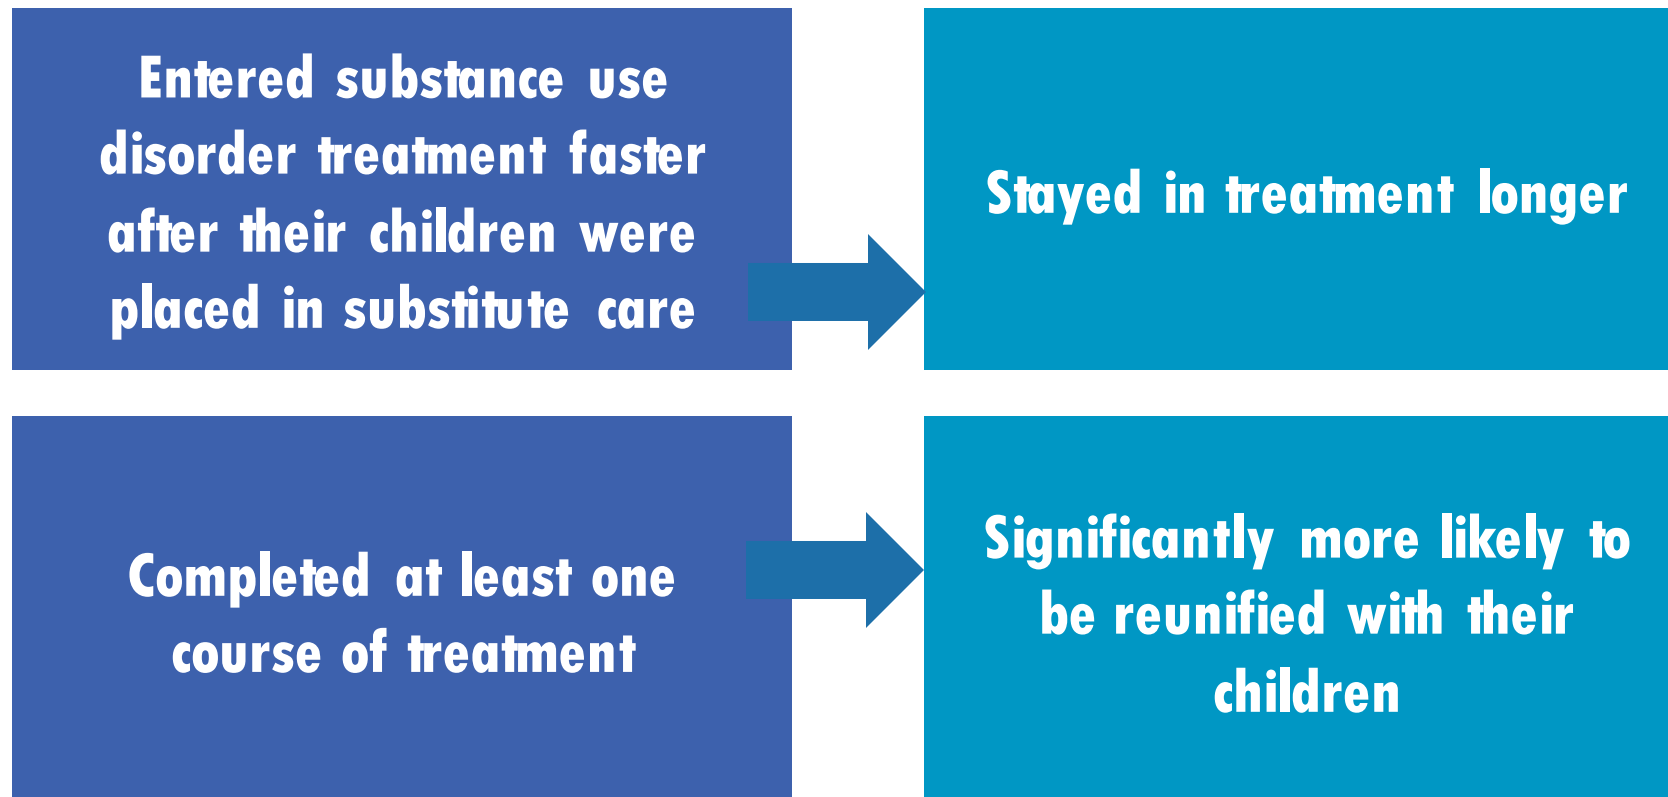 Entered substance use
disorder treatment faster
after their children were
placed in substitute care
Stayed in treatment longer
Completed at least one
course of treatment
Significantly more likely to
be reunified with their
children